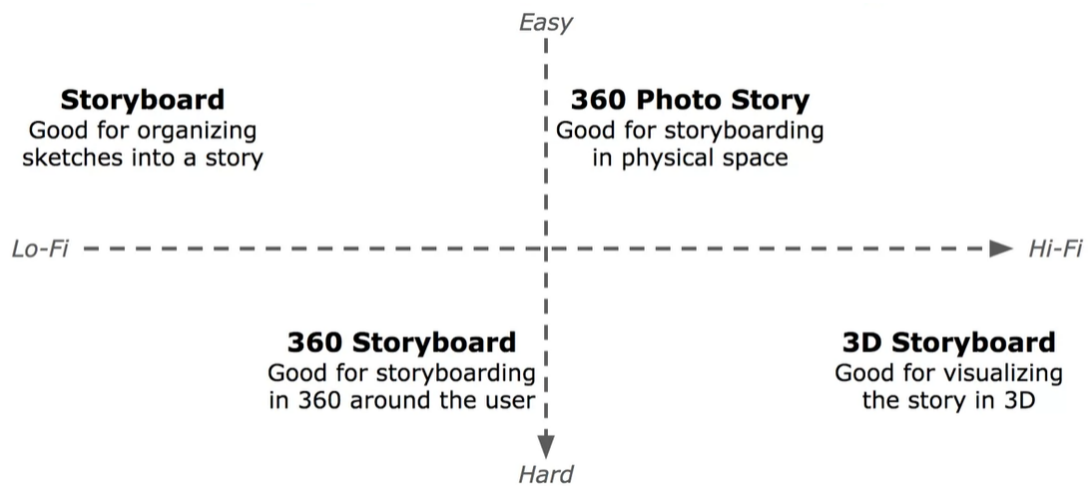 Easy
Storyboard
Good for organizing
sketches into a story
360 Photo Story
Good for storyboarding
in physical space
Lo-Fi
Hi-Fi
360 Storyboard
Good for storyboarding
in 360 around the user
3D Storyboard
Good for visualizing
the story in 3D
Hard